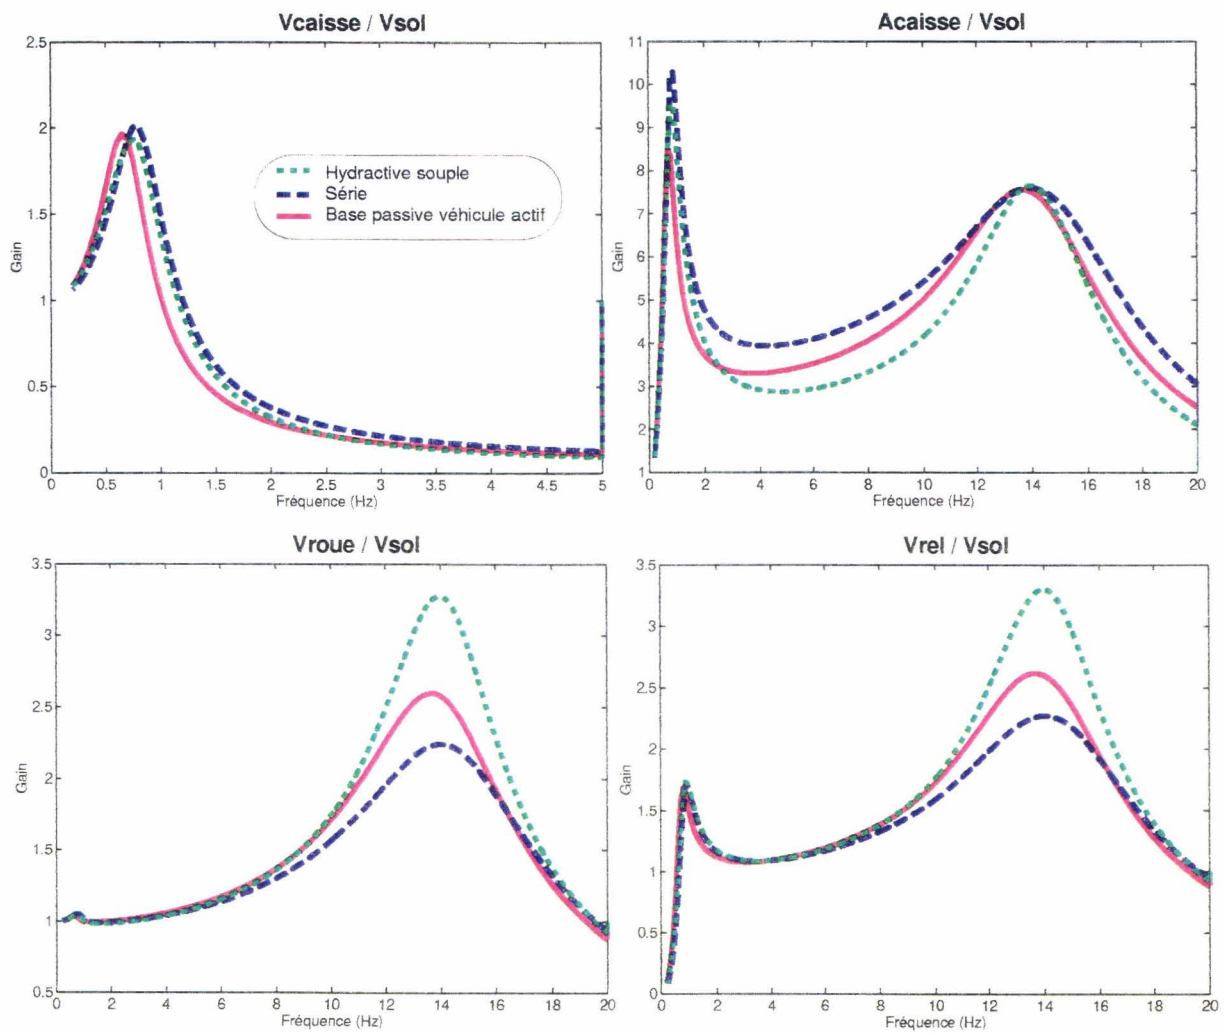 Vcaisse / Vsol
2.5
2
1.5
1
0.5
0
Gain
Hydractive souple
Série
Base passive véhicule actif
0 0.5 1 1.5 2 2.5 3 3.5 4 4.5 5
Fréquence (Hz)
Acaisse / Vsol
11
10
9
8
7
6
5
4
3
2
1
Gain
0 2 4 6 8 10 12 14 16 18 20
Fréquence (Hz)
Vroue / Vsol
3.5
3
2.5
2
1.5
1
0.5
Gain
0 2 4 6 8 10 12 14 16 18 20
Fréquence (Hz)
Vrel / Vsol
3.5
3
2.5
2
1.5
1
0.5
0
Gain
0 2 4 6 8 10 12 14 16 18 20
Fréquence (Hz)